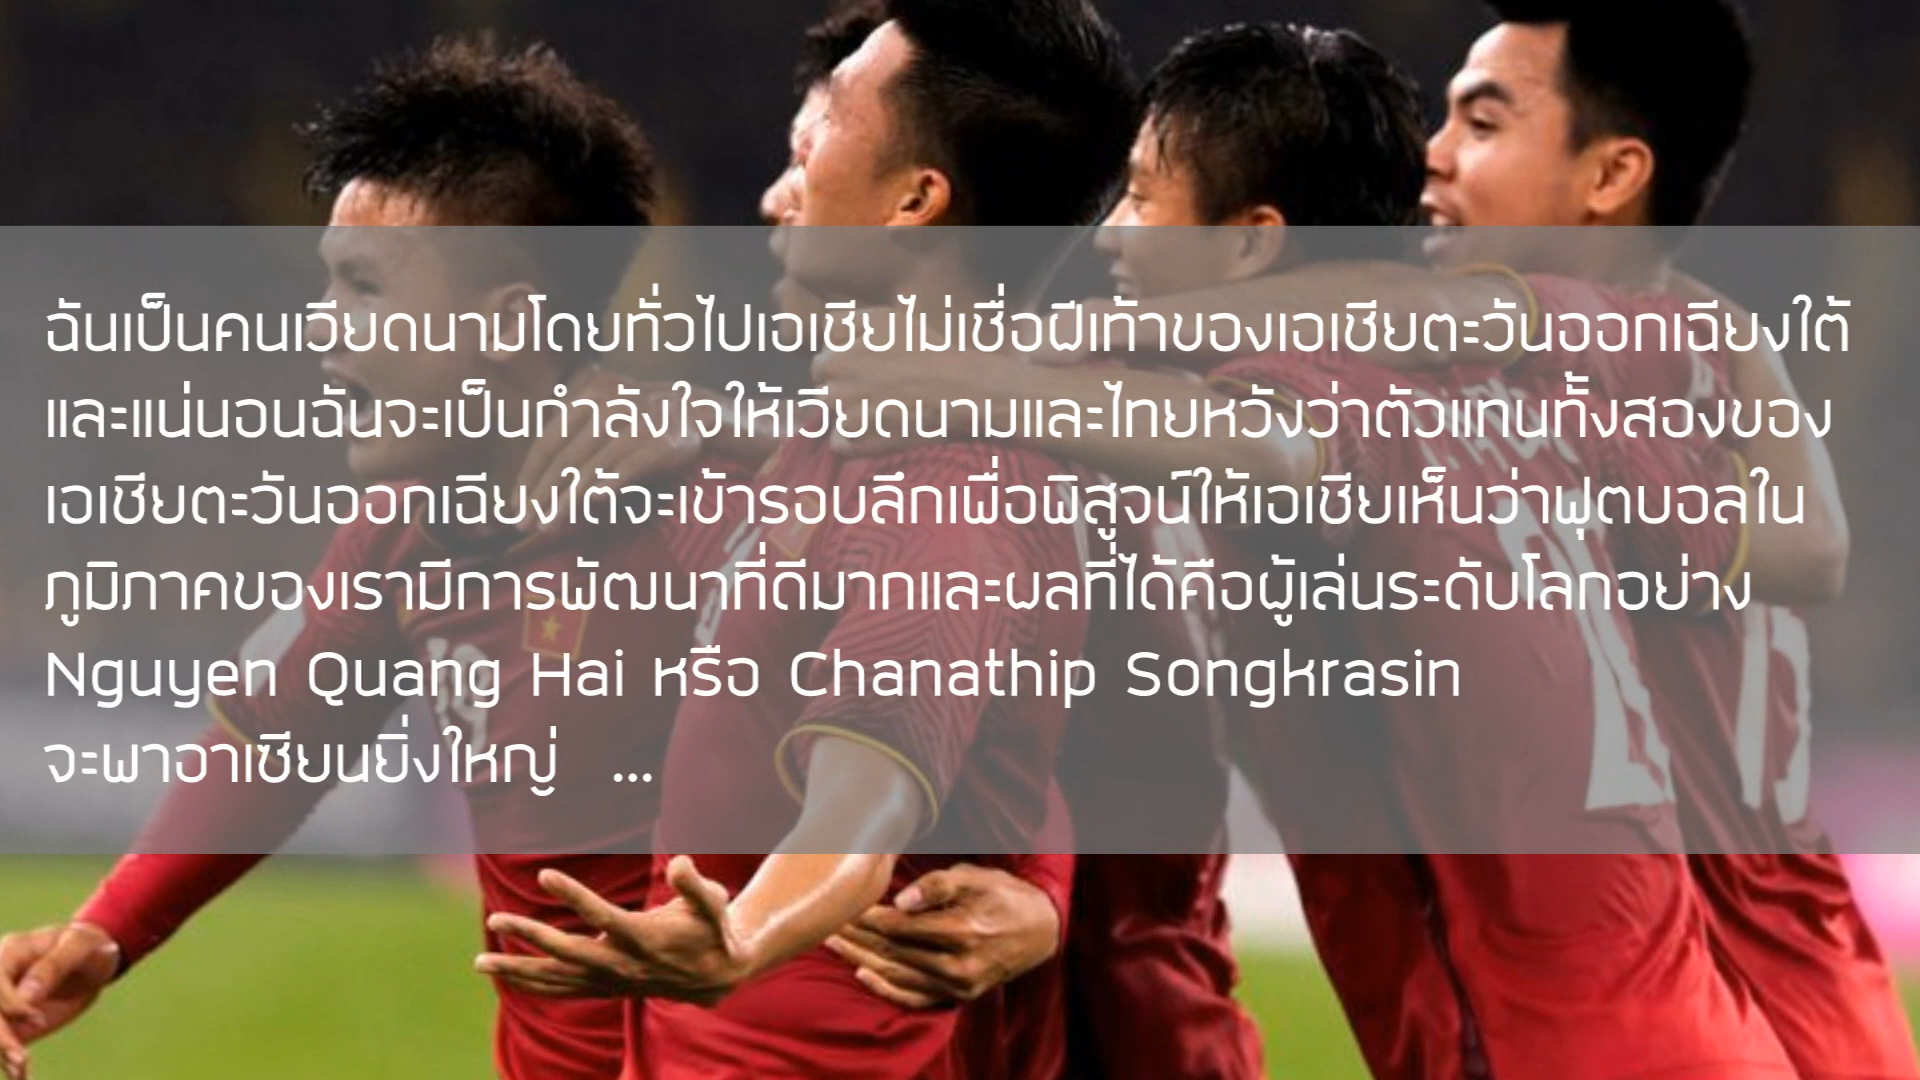 ฉันเป็นคนเวียดนามโดยทั่วไปเอเชียไม่เชื่อฝีเท้าของเอเชียตะวันออกเฉียงใต้
และแน่นอนฉันจะเป็นกำลังใจให้เวียดนามและไทยหวังว่าตัวแทนทั้งสองของ
เอเชียตะวันออกเฉียงใต้จะเข้ารอบลึกเพื่อพิสูจน์ให้เอเชียเห็นว่าฟุตบอลใน
ภูมิภาคของเรามีการพัฒนาที่ดีมากและผลที่ได้คือผู้เล่นระดับโลกอย่าง
Nguyen Quang Hai หรือ Chanathip Songkrasin
จะพาอาเซียนยิ่งใหญ่ ...
19